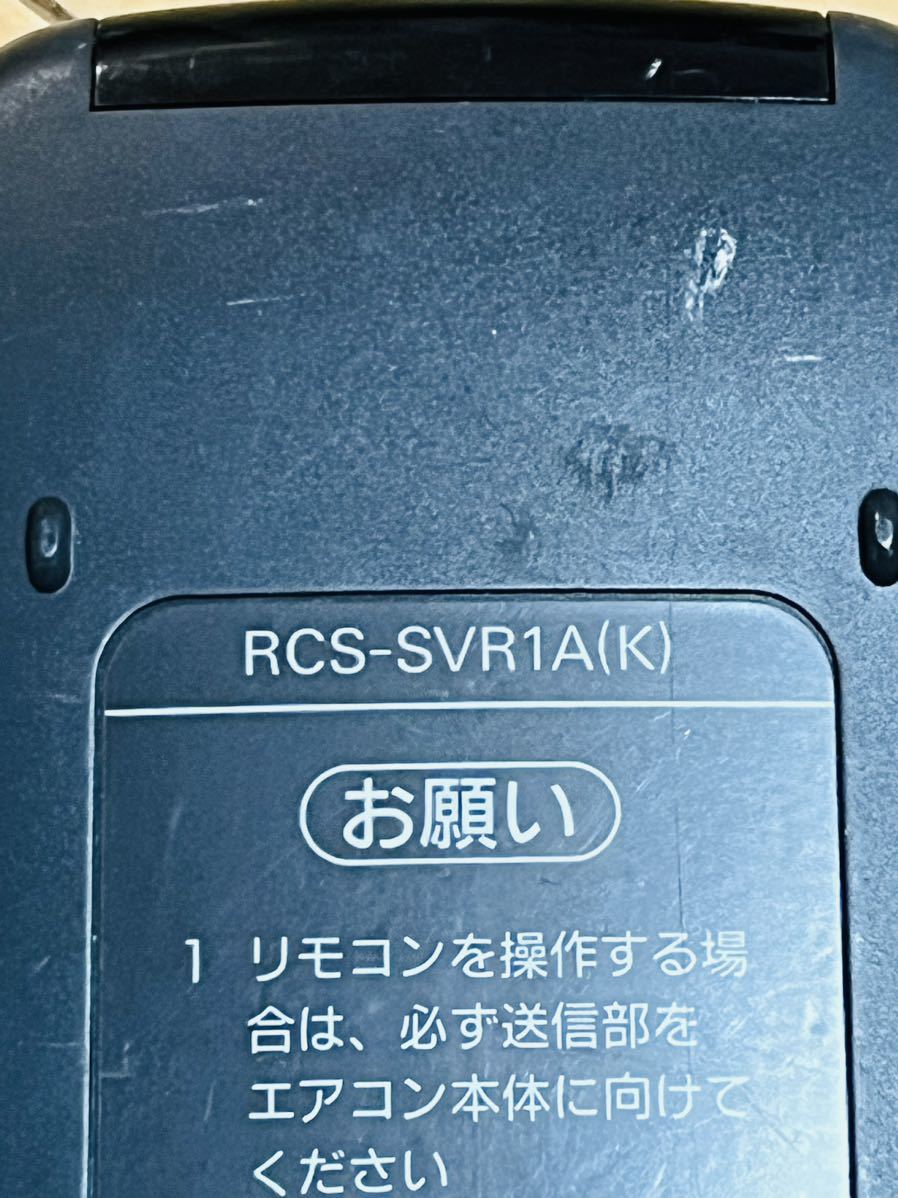 RCS-SVR1A(K)
お願い
1 リモコンを操作する場
合は、必ず送信部を
エアコン本体に向けて
ください